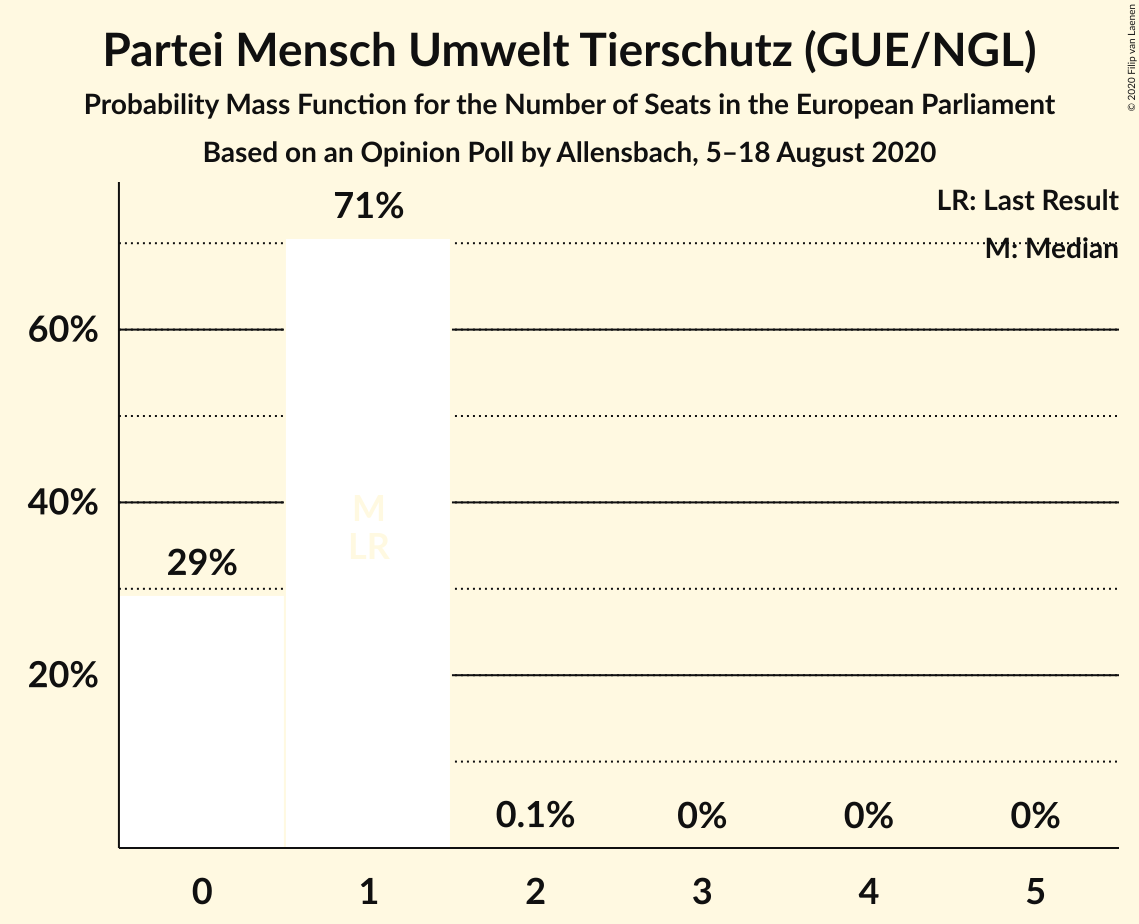 Partei Mensch Umwelt Tierschutz (GUE/NGL)
Probability Mass Function for the Number of Seats in the European Parliament
Based on an Opinion Poll by Allensbach, 5–18 August 2020
© 2020 Filip van Laenen
LR: Last Result
M: Median
71%
60%
40%
M
LR
29%
20%
0.1%
0%
0%
0%
0
1
2
3
4
5